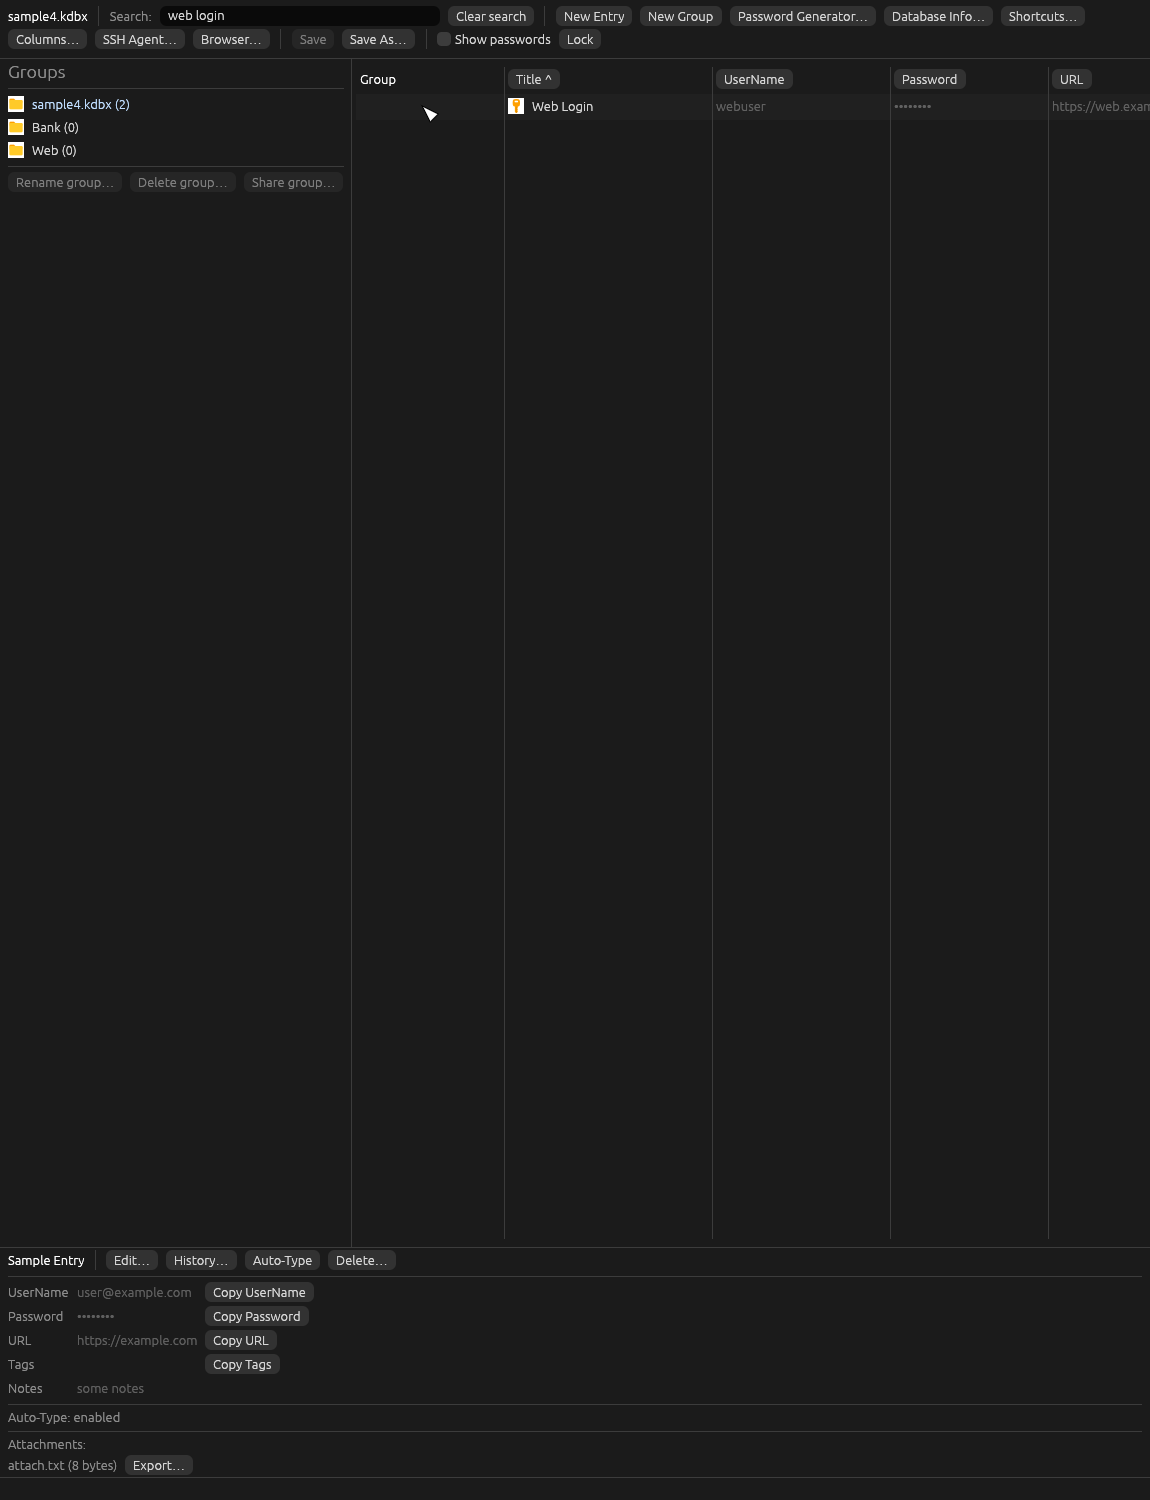 sample4.kdbx Search: web login Clear search New Entry New Group Password Generator... Database Info... Shortcuts...
Columns... SSH Agent... Browser... Save Save As... Show passwords Lock
Groups
sample4.kdbx (2)
Bank (0)
Web (0)
Rename group... Delete group... Share group...
Group Title ^ UserName Password URL
Web Login webuser •••••••• https://web.exam
Sample Entry Edit... History... Auto-Type Delete...
UserName user@example.com Copy UserName
Password •••••••• Copy Password
URL https://example.com Copy URL
Tags Copy Tags
Notes some notes
Auto-Type: enabled
Attachments:
attach.txt (8 bytes) Export...